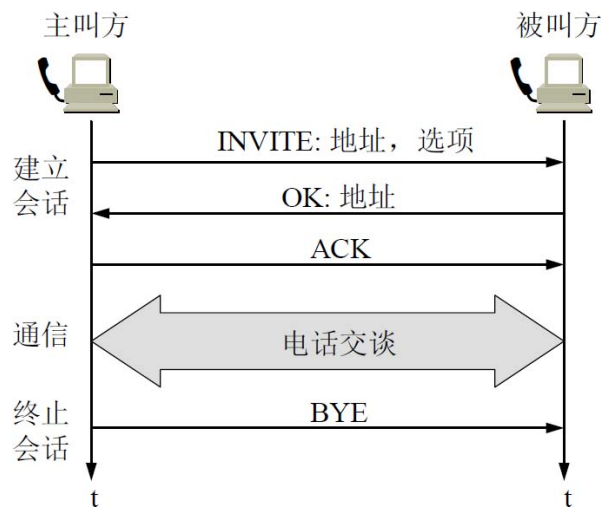 主叫方
被叫方
INVITE: 地址，选项
建立
会话
OK: 地址
ACK
通信
电话交谈
终止
会话
BYE
t
t